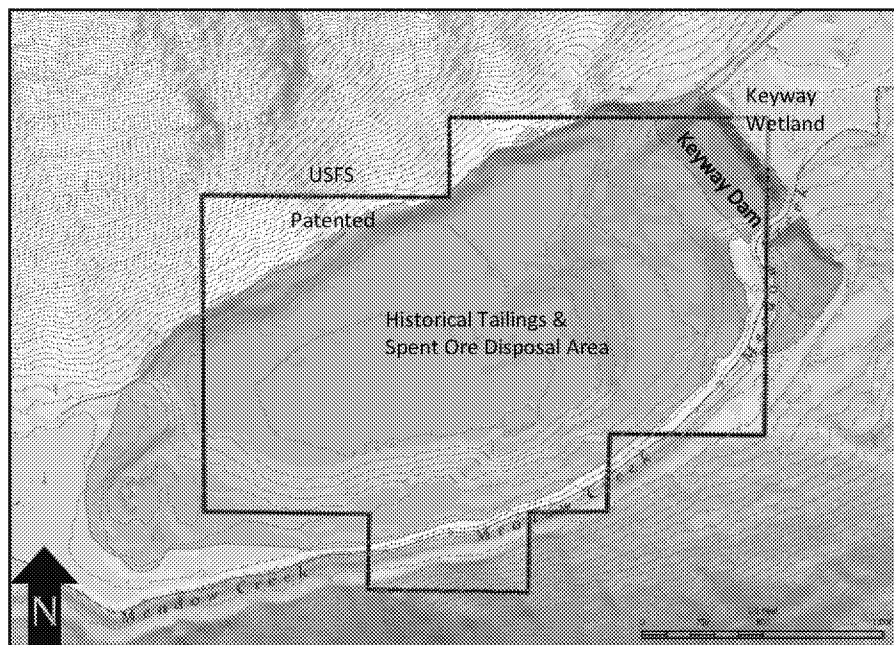 Keyway
Wetland
Keyway Dam
USFS
Patented
Historical Tailings &
Spent Ore Disposal Area
Meadow Creek
Meadow Creek
N